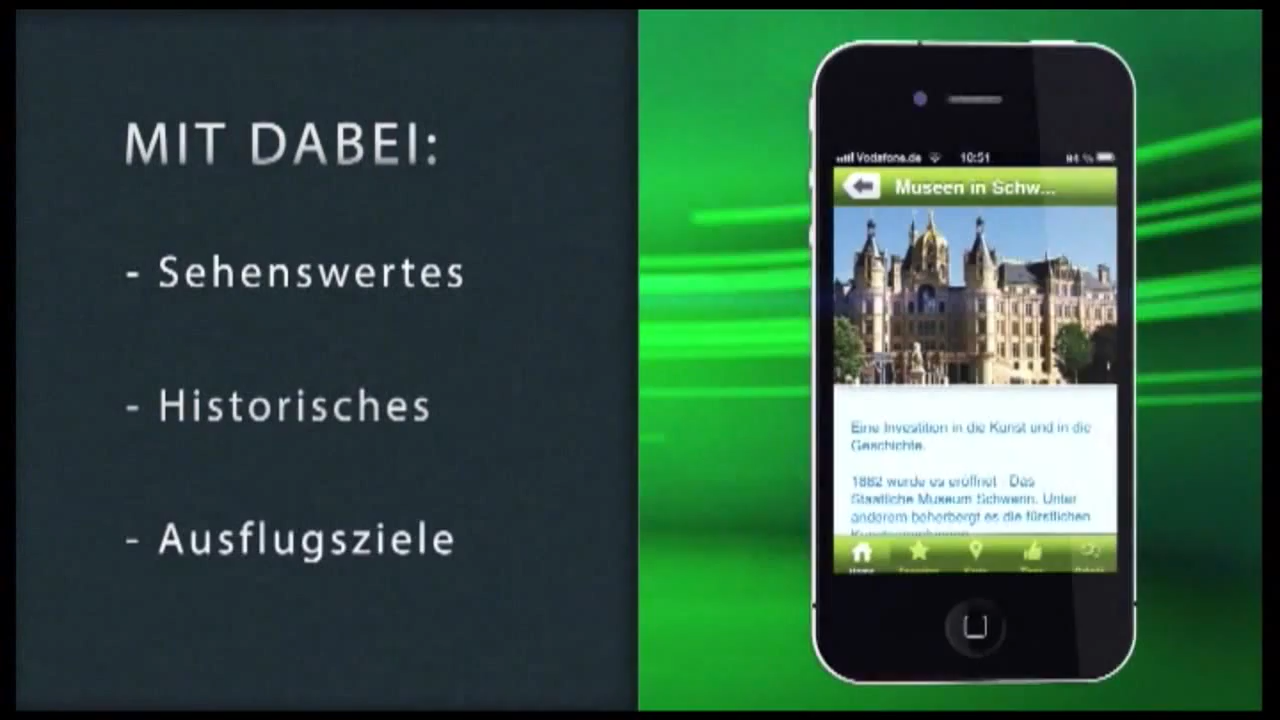 MIT DABEI:
- Sehenswertes
- Historisches
- Ausflugsziele
Vodafone.de 10:51 %
Museen in Schw...
Eine Investition in die Kunst und in die
Geschichte.
1882 wurde es eröffnet - Das
Staatliche Museum Schwerin. Unter
anderem beherbergt es die fürstlichen
Home